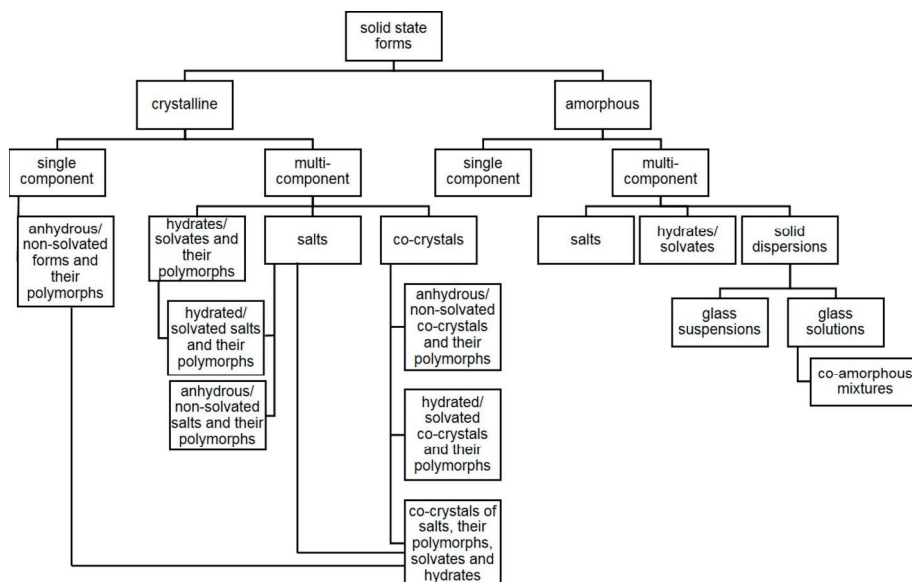 solid state
forms
crystalline
amorphous
single
component
multi-
component
single
component
multi-
component
anhydrous/
non-solvated
forms and
their
polymorphs
hydrates/
solvates and
their
polymorphs
salts
co-crystals
salts
hydrates/
solvates
solid
dispersions
hydrated/
solvated salts
and their
polymorphs
anhydrous/
non-solvated
co-crystals
and their
polymorphs
glass
suspensions
glass
solutions
anhydrous/
non-solvated
salts and their
polymorphs
hydrated/
solvated
co-crystals
and their
polymorphs
co-amorphous
mixtures
co-crystals of
salts, their
polymorphs,
solvates and
hydrates